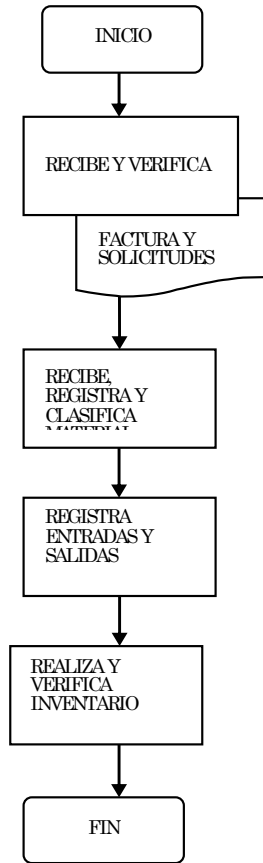 INICIO
RECIBE Y VERIFICA
FACTURA Y
SOLICITUDES
RECIBE,
REGISTRA Y
CLASIFICA
REGISTRA
ENTRADAS Y
SALIDAS
REALIZA Y
VERIFICA
INVENTARIO
FIN